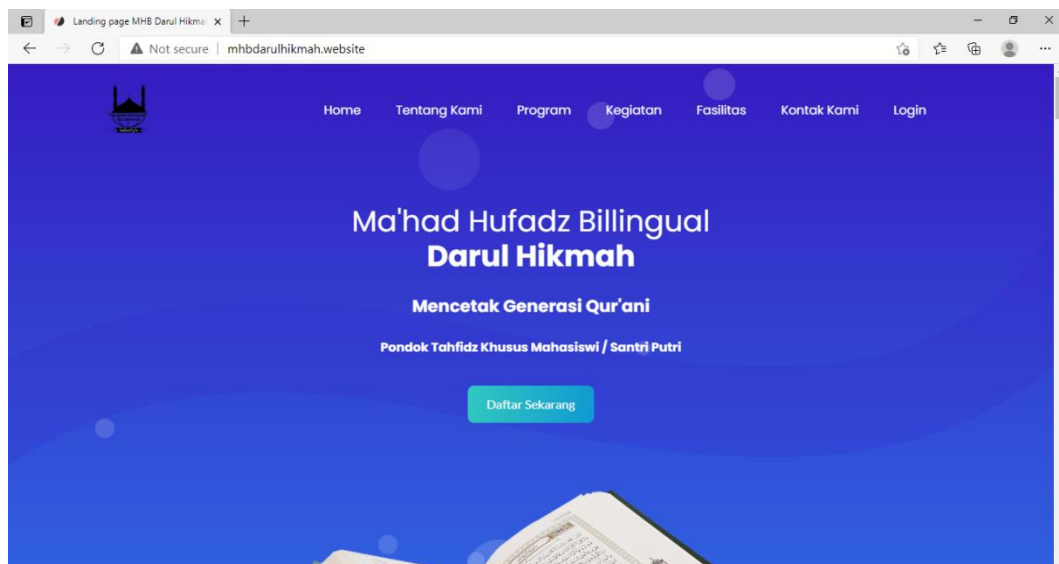 Landing page MHB Darul Hikma
Not secure | mhbdarulhikmah.website
Home Tentang Kami Program Kegiatan Fasilitas Kontak Kami Login
Ma'had Hufadz Billingual
Darul Hikmah
Mencetak Generasi Qur'ani
Pondok Tahfidz Khusus Mahasiswi / Santri Putri
Daftar Sekarang